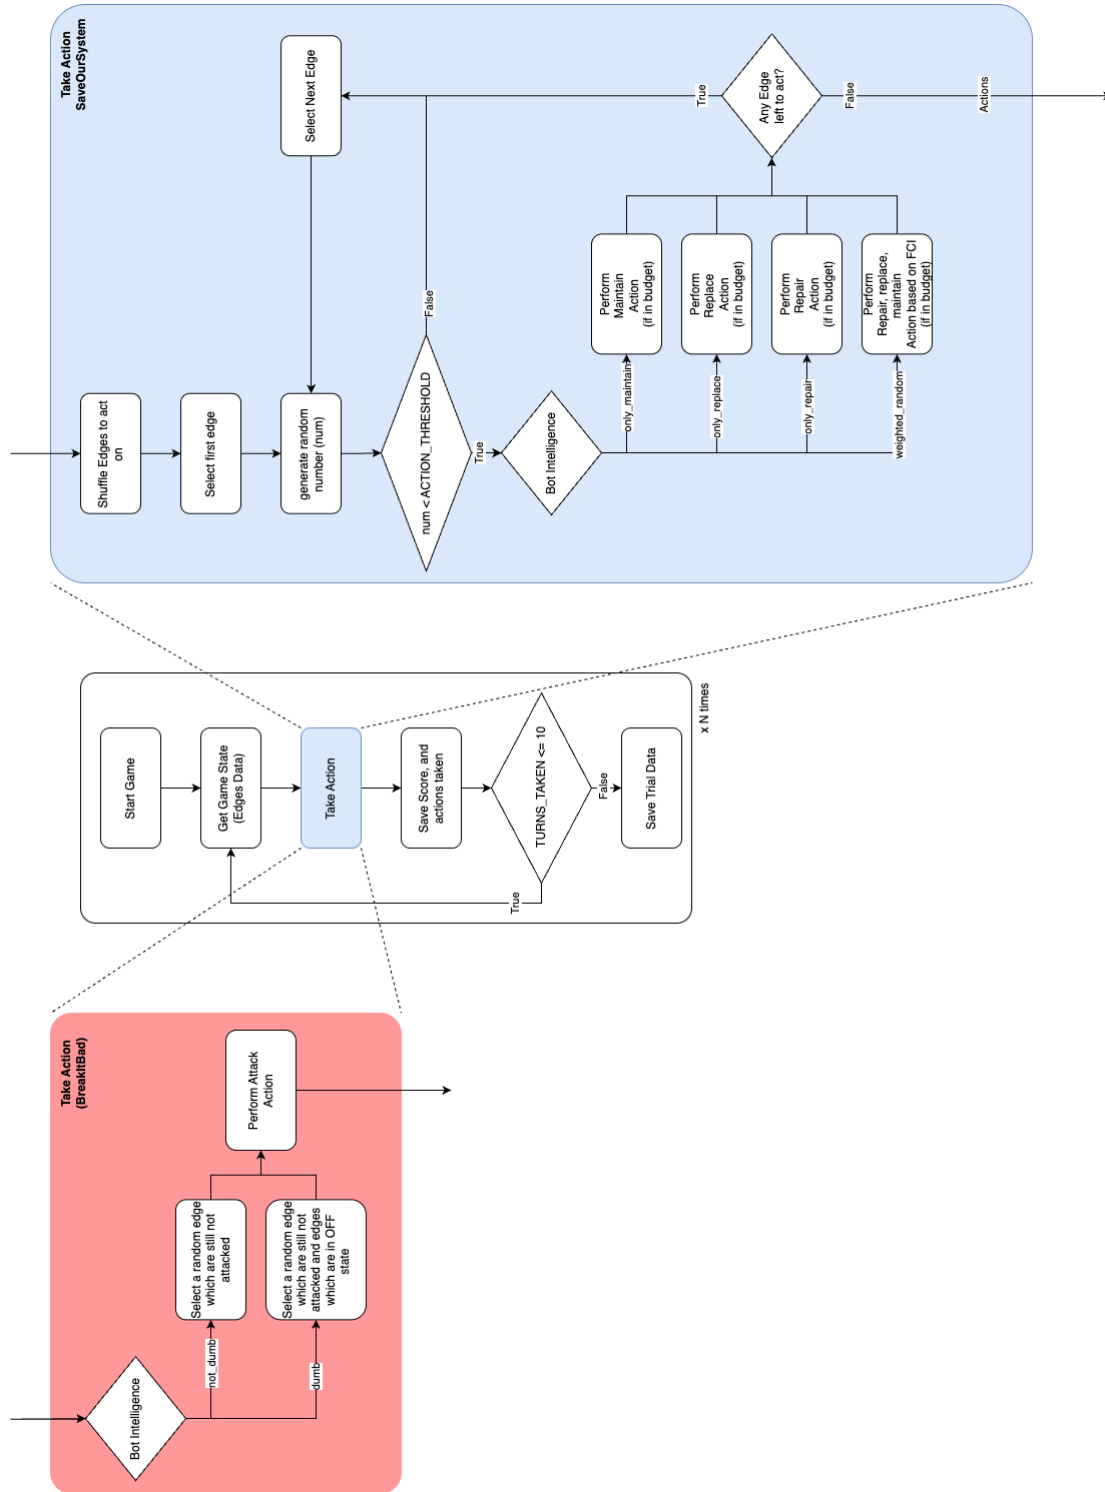 Take Action
(BreakItBad)
Bot Intelligence
not_dumb
dumb
Select a random edge
which are still not
attacked
Select a random edge
which are still not
attacked and edges
which are in OFF
state
Perform Attack
Action
Start Game
Get Game State
(Edges Data)
Take Action
Save Score, and
actions taken
TURNS_TAKEN <= 10
True
False
Save Trial Data
x N times
Take Action
SaveOurSystem
Shuffle Edges to act
on
Select first edge
generate random
number (num)
Select Next Edge
num < ACTION_THRESHOLD
False
True
Bot Intelligence
only_maintain
only_replace
only_repair
weighted_random
Perform
Maintain
Action
(if in budget)
Perform
Replace
Action
(if in budget)
Perform
Repair
Action
(if in budget)
Perform
Repair, replace,
maintain
Action based on FCI
(if in budget)
Any Edge
left to act?
True
False
Actions